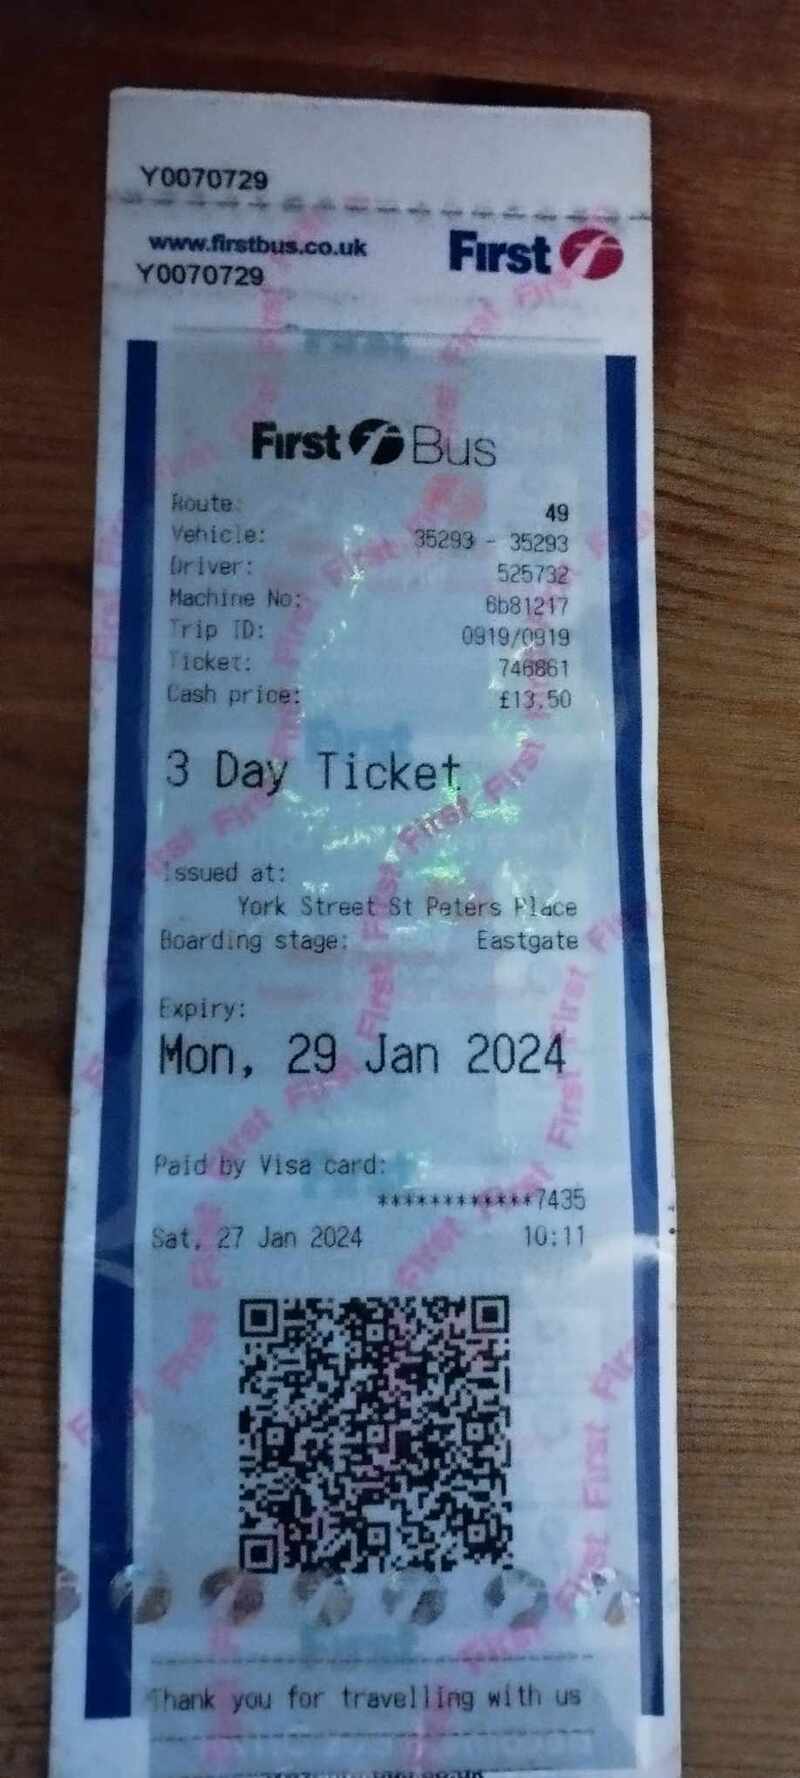 Y0070729
www.firstbus.co.uk First
Y0070729
First Bus
Route: 49
Vehicle: 35293 - 35293
Driver: 525732
Machine No: 6b81217
Trip ID: 0919/0919
Ticket: 746861
Cash price: £13.50
3 Day Ticket
Issued at:
York Street St Peters Place
Boarding stage: Eastgate
Expiry:
Mon, 29 Jan 2024
Paid by Visa card:
************7435
Sat, 27 Jan 2024 10:11
Thank you for travelling with us